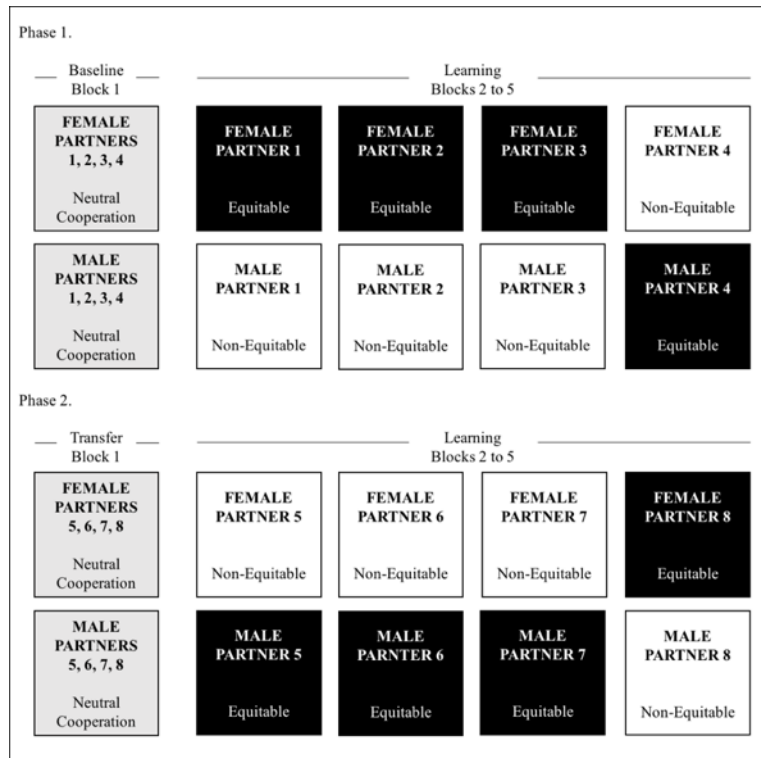 Phase 1.
Baseline
Block 1
Learning
Blocks 2 to 5
FEMALE
PARTNERS
1, 2, 3, 4
Neutral
Cooperation
FEMALE
PARTNER 1
Equitable
FEMALE
PARTNER 2
Equitable
FEMALE
PARTNER 3
Equitable
FEMALE
PARTNER 4
Non-Equitable
MALE
PARTNERS
1, 2, 3, 4
Neutral
Cooperation
MALE
PARTNER 1
Non-Equitable
MALE
PARNTER 2
Non-Equitable
MALE
PARTNER 3
Non-Equitable
MALE
PARTNER 4
Equitable
Phase 2.
Transfer
Block 1
Learning
Blocks 2 to 5
FEMALE
PARTNERS
5, 6, 7, 8
Neutral
Cooperation
FEMALE
PARTNER 5
Non-Equitable
FEMALE
PARTNER 6
Non-Equitable
FEMALE
PARTNER 7
Non-Equitable
FEMALE
PARTNER 8
Equitable
MALE
PARTNERS
5, 6, 7, 8
Neutral
Cooperation
MALE
PARTNER 5
Equitable
MALE
PARNTER 6
Equitable
MALE
PARTNER 7
Equitable
MALE
PARTNER 8
Non-Equitable